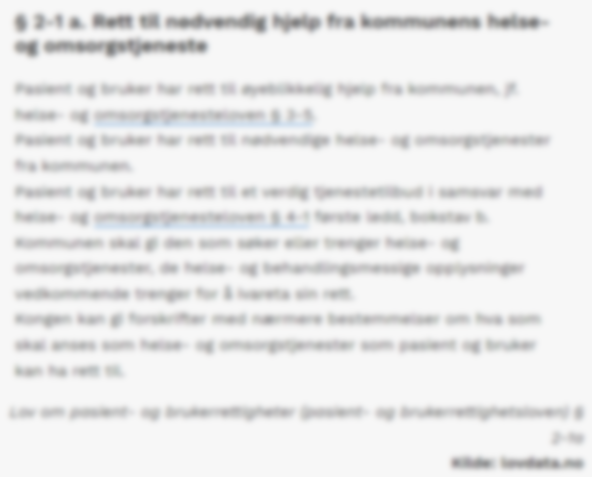 § 2-1 a. Rett til nødvendig hjelp fra kommunens helse-
og omsorgstjeneste
Pasient og bruker har rett til øyeblikkelig hjelp fra kommunen, jf.
helse- og omsorgstjenesteloven § 3-5.
Pasient og bruker har rett til nødvendige helse- og omsorgstjenester
fra kommunen.
Pasient og bruker har rett til et verdig tjenestetilbud i samsvar med
helse- og omsorgstjenesteloven § 4-1 første ledd, bokstav b.
Kommunen skal gi den som søker eller trenger helse- og
omsorgstjenester, de helse- og behandlingsmessige opplysninger
vedkommende trenger for å ivareta sin rett.
Kongen kan gi forskrifter med nærmere bestemmelser om hva som
skal anses som helse- og omsorgstjenester som pasient og bruker
kan ha rett til.
Lov om pasient- og brukerrettigheter (pasient- og brukerrettighetsloven) §
2-1a
Kilde: lovdata.no